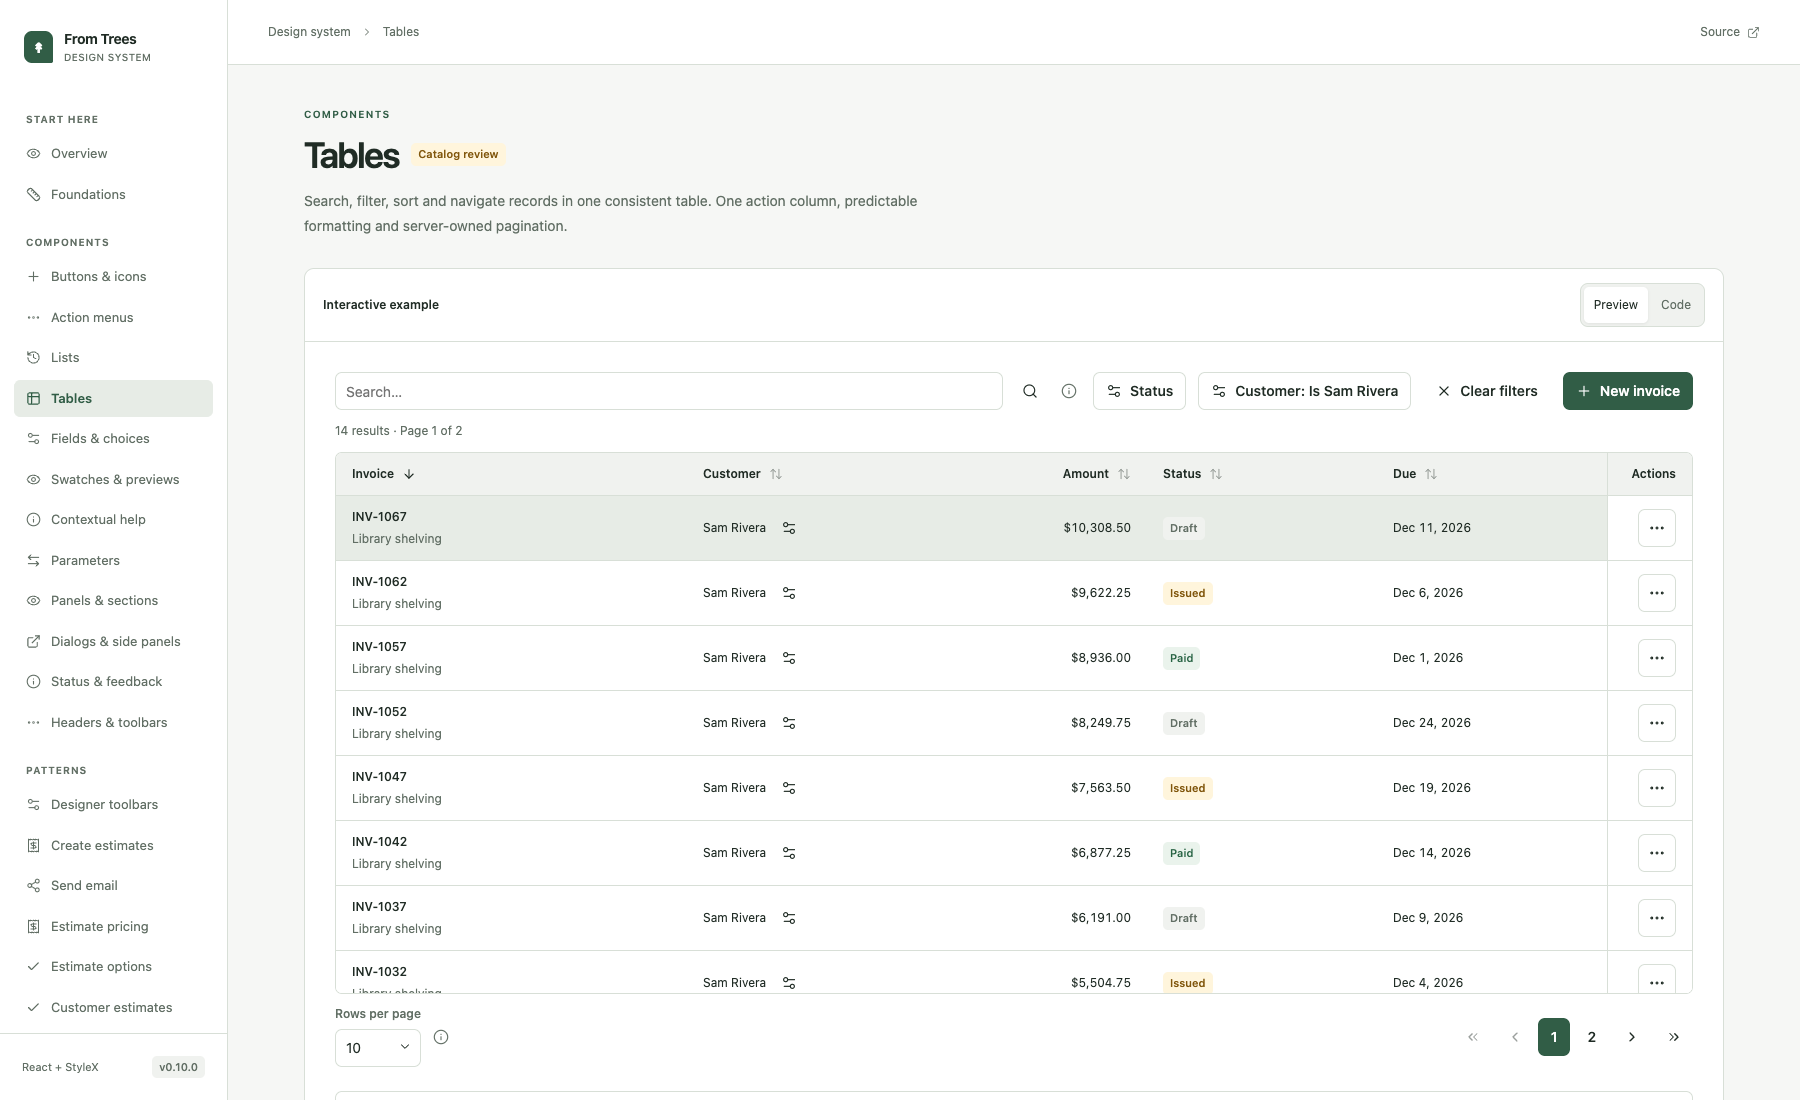 From Trees
DESIGN SYSTEM
START HERE
Overview
Foundations
COMPONENTS
Buttons & icons
Action menus
Lists
Tables
Fields & choices
Swatches & previews
Contextual help
Parameters
Panels & sections
Dialogs & side panels
Status & feedback
Headers & toolbars
PATTERNS
Designer toolbars
Create estimates
Send email
Estimate pricing
Estimate options
Customer estimates
React + StyleX v0.10.0
Design system Tables
Source
COMPONENTS
Tables Catalog review
Search, filter, sort and navigate records in one consistent table. One action column, predictable
formatting and server-owned pagination.
Interactive example
Preview Code
Search...
Status
Customer: Is Sam Rivera
Clear filters
New invoice
14 results · Page 1 of 2
Invoice Customer Amount Status Due Actions
INV-1067
Library shelving
Sam Rivera $10,308.50 Draft Dec 11, 2026
INV-1062
Library shelving
Sam Rivera $9,622.25 Issued Dec 6, 2026
INV-1057
Library shelving
Sam Rivera $8,936.00 Paid Dec 1, 2026
INV-1052
Library shelving
Sam Rivera $8,249.75 Draft Dec 24, 2026
INV-1047
Library shelving
Sam Rivera $7,563.50 Issued Dec 19, 2026
INV-1042
Library shelving
Sam Rivera $6,877.25 Paid Dec 14, 2026
INV-1037
Library shelving
Sam Rivera $6,191.00 Draft Dec 9, 2026
INV-1032
Library shelving
Sam Rivera $5,504.75 Issued Dec 4, 2026
Rows per page
10
1 2